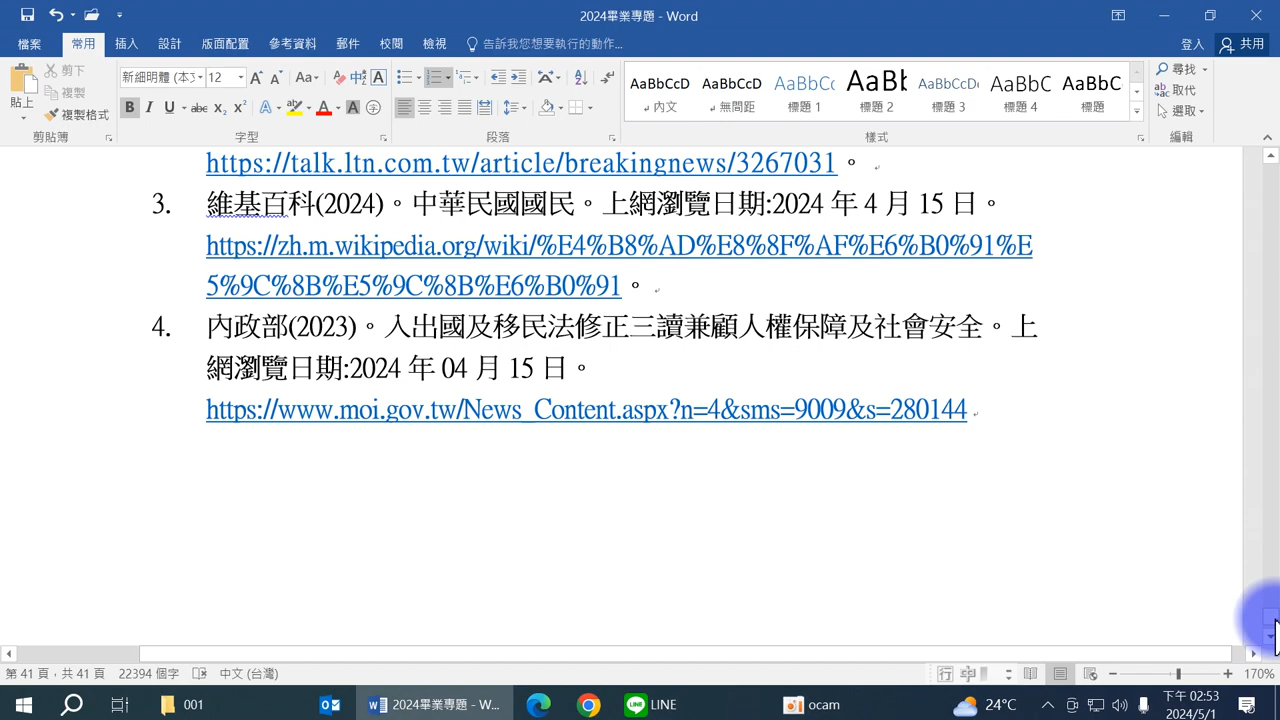 2024畢業專題 - Word
檔案 常用 插入 設計 版面配置 參考資料 郵件 校閱 檢視 告訴我您想要執行的動作... 登入 共用
貼上 剪下 複製 複製格式
新細明體 (本文 12
AaBbCcD AaBbCcD AaBbCc AaBb AaBbCcDc AaBbCc AaBbCc
內文 無間距 標題 1 標題 2 標題 3 標題 4 標題
尋找 取代 選取
剪貼簿 字型 段落 樣式 編輯
https://talk.ltn.com.tw/article/breakingnews/3267031。
3. 維基百科(2024)。中華民國國民。上網瀏覽日期:2024 年 4 月 15 日。
https://zh.m.wikipedia.org/wiki/%E4%B8%AD%E8%8F%AF%E6%B0%91%E
5%9C%8B%E5%9C%8B%E6%B0%91。
4. 內政部(2023)。入出國及移民法修正三讀兼顧人權保障及社會安全。上
網瀏覽日期:2024 年 04 月 15 日。
https://www.moi.gov.tw/News_Content.aspx?n=4&sms=9009&s=280144
第 41 頁，共 41 頁 22394 個字 中文 (台灣) 170%
001 2024畢業專題 - W... LINE ocam 24°C 下午 02:53
2024/5/1